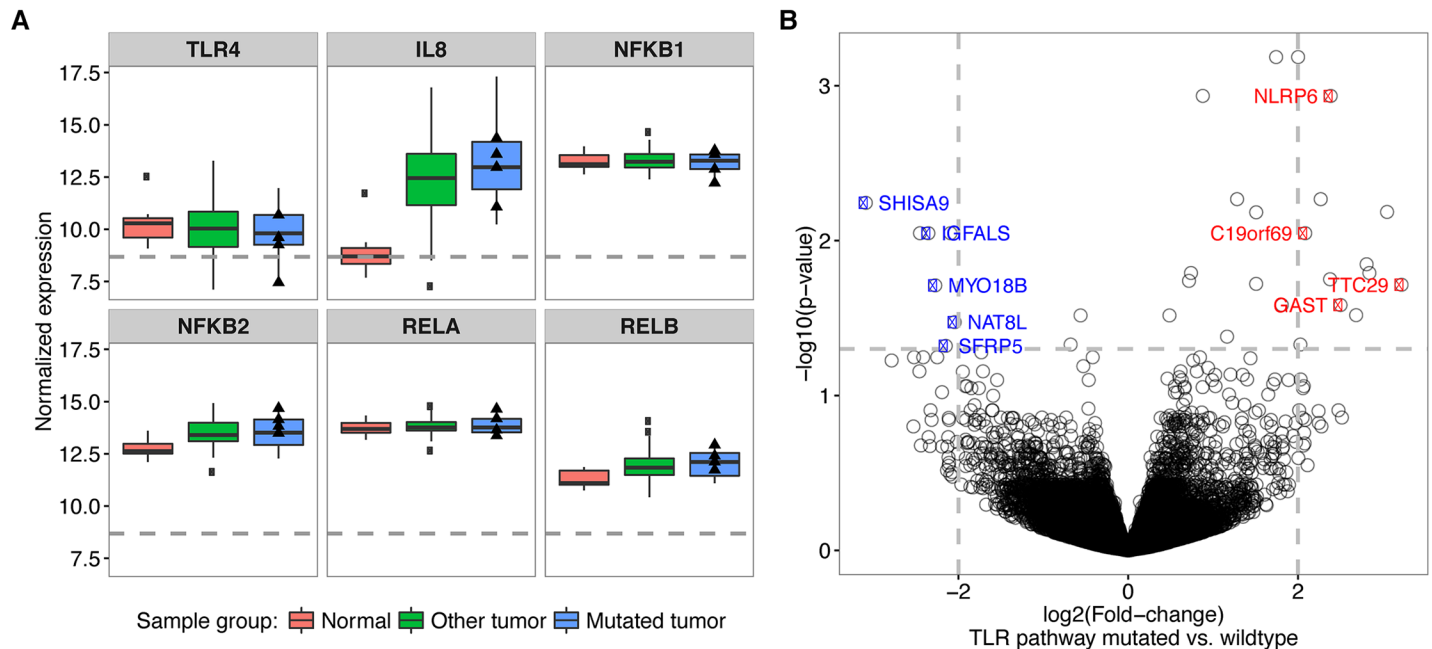 A
TLR4 IL8 NFKB1
17.5
15.0
12.5
10.0
7.5
NFKB2 RELA RELB
17.5
15.0
12.5
10.0
7.5
Normalized expression
Sample group: Normal Other tumor Mutated tumor
B
NLRP6
SHISA9
IGFALS
C19orf69
MYO18B
TTC29
GAST
NAT8L
SFRP5
3
2
1
0
−log10(p−value)
−2 0 2
log2(Fold−change)
TLR pathway mutated vs. wildtype